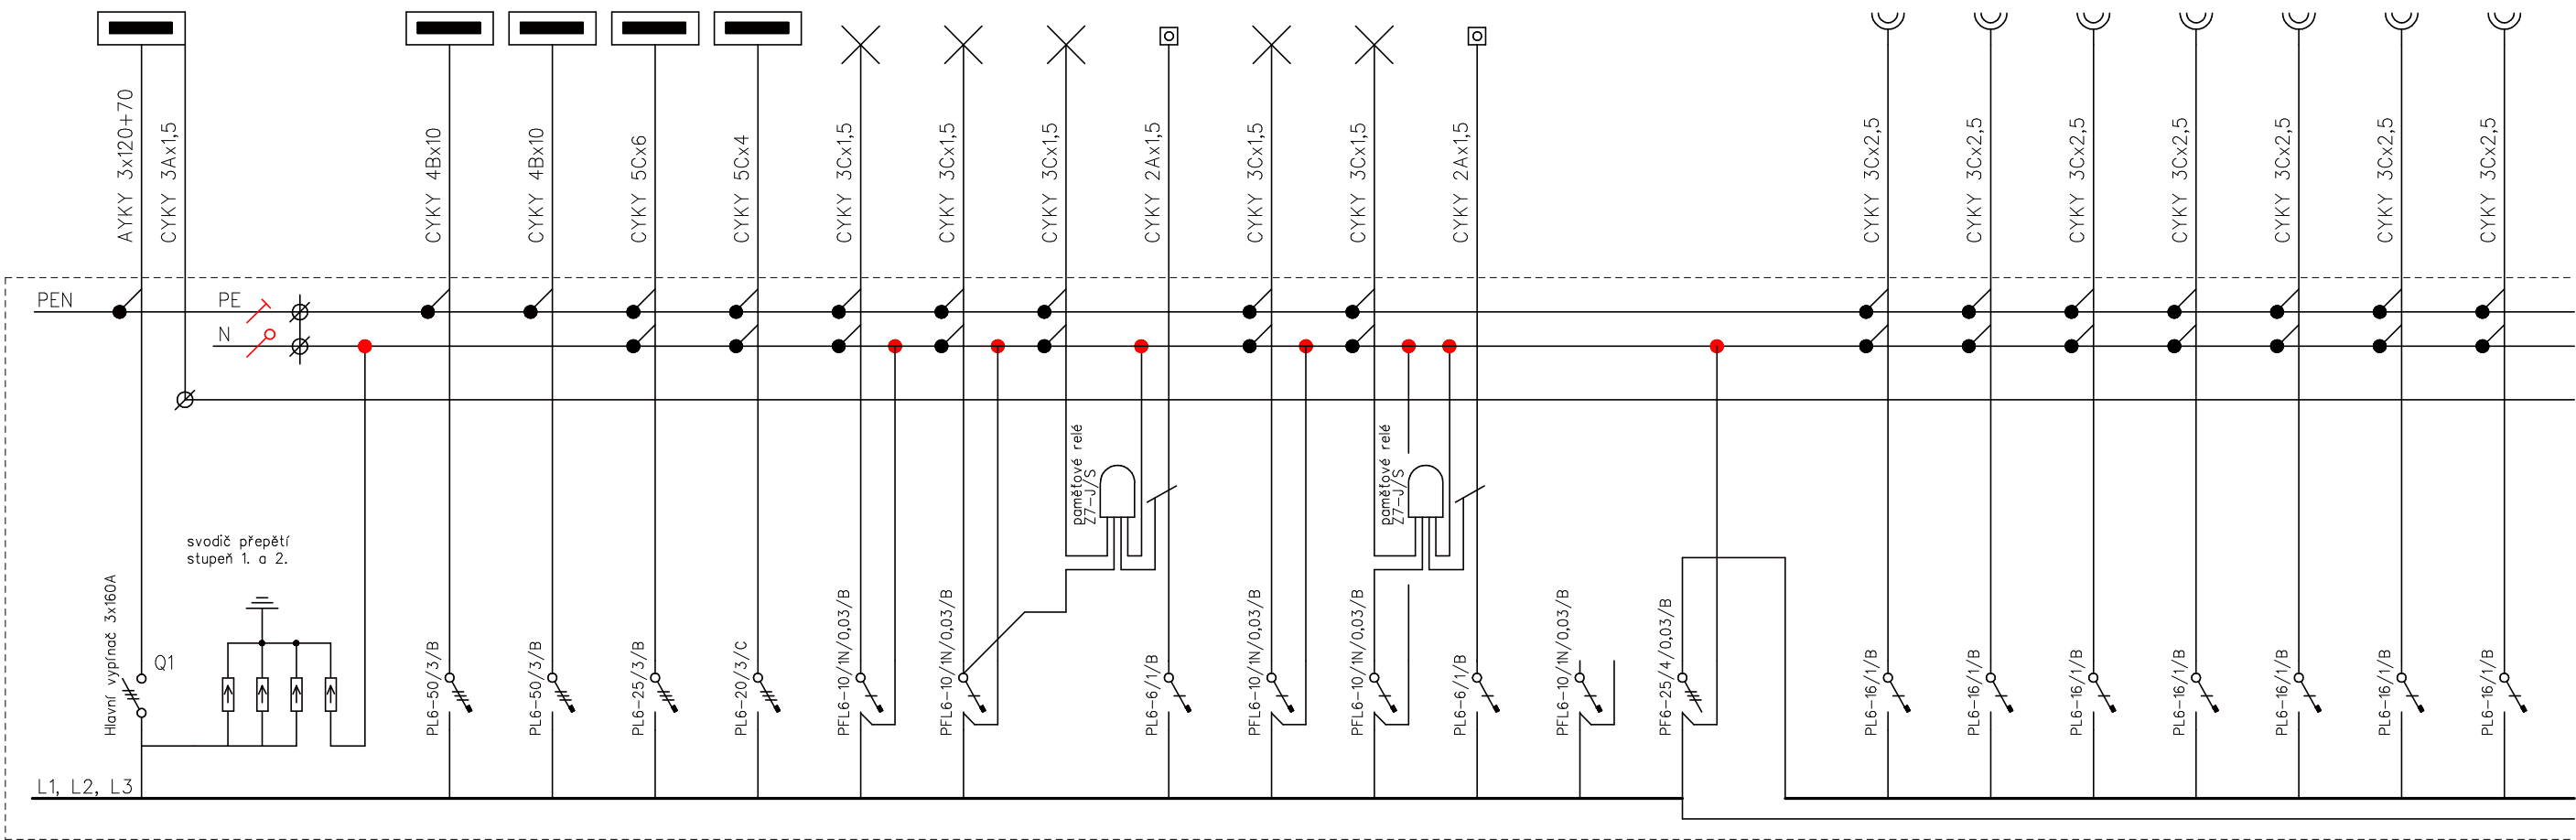 AYKY 3x120+70
CYKY 3Ax1,5
CYKY 4Bx10
CYKY 4Bx10
CYKY 5Cx6
CYKY 5Cx4
CYKY 3Cx1,5
CYKY 3Cx1,5
CYKY 3Cx1,5
CYKY 2Ax1,5
CYKY 3Cx1,5
CYKY 3Cx1,5
CYKY 2Ax1,5
CYKY 3Cx2,5
CYKY 3Cx2,5
CYKY 3Cx2,5
CYKY 3Cx2,5
CYKY 3Cx2,5
CYKY 3Cx2,5
CYKY 3Cx2,5
PEN
PE
N
paměťové relé
Z7-J/S
paměťové relé
Z7-J/S
svodič přepětí
stupeň 1. a 2.
Hlavní vypínač 3x160A
Q1
PL6-50/3/B
PL6-50/3/B
PL6-25/3/B
PL6-20/3/C
PFL6-10/1N/0,03/B
PFL6-10/1N/0,03/B
PL6-6/1/B
PFL6-10/1N/0,03/B
PFL6-10/1N/0,03/B
PL6-6/1/B
PFL6-10/1N/0,03/B
PF6-25/4/0,03/B
PL6-16/1/B
PL6-16/1/B
PL6-16/1/B
PL6-16/1/B
PL6-16/1/B
PL6-16/1/B
PL6-16/1/B
L1, L2, L3